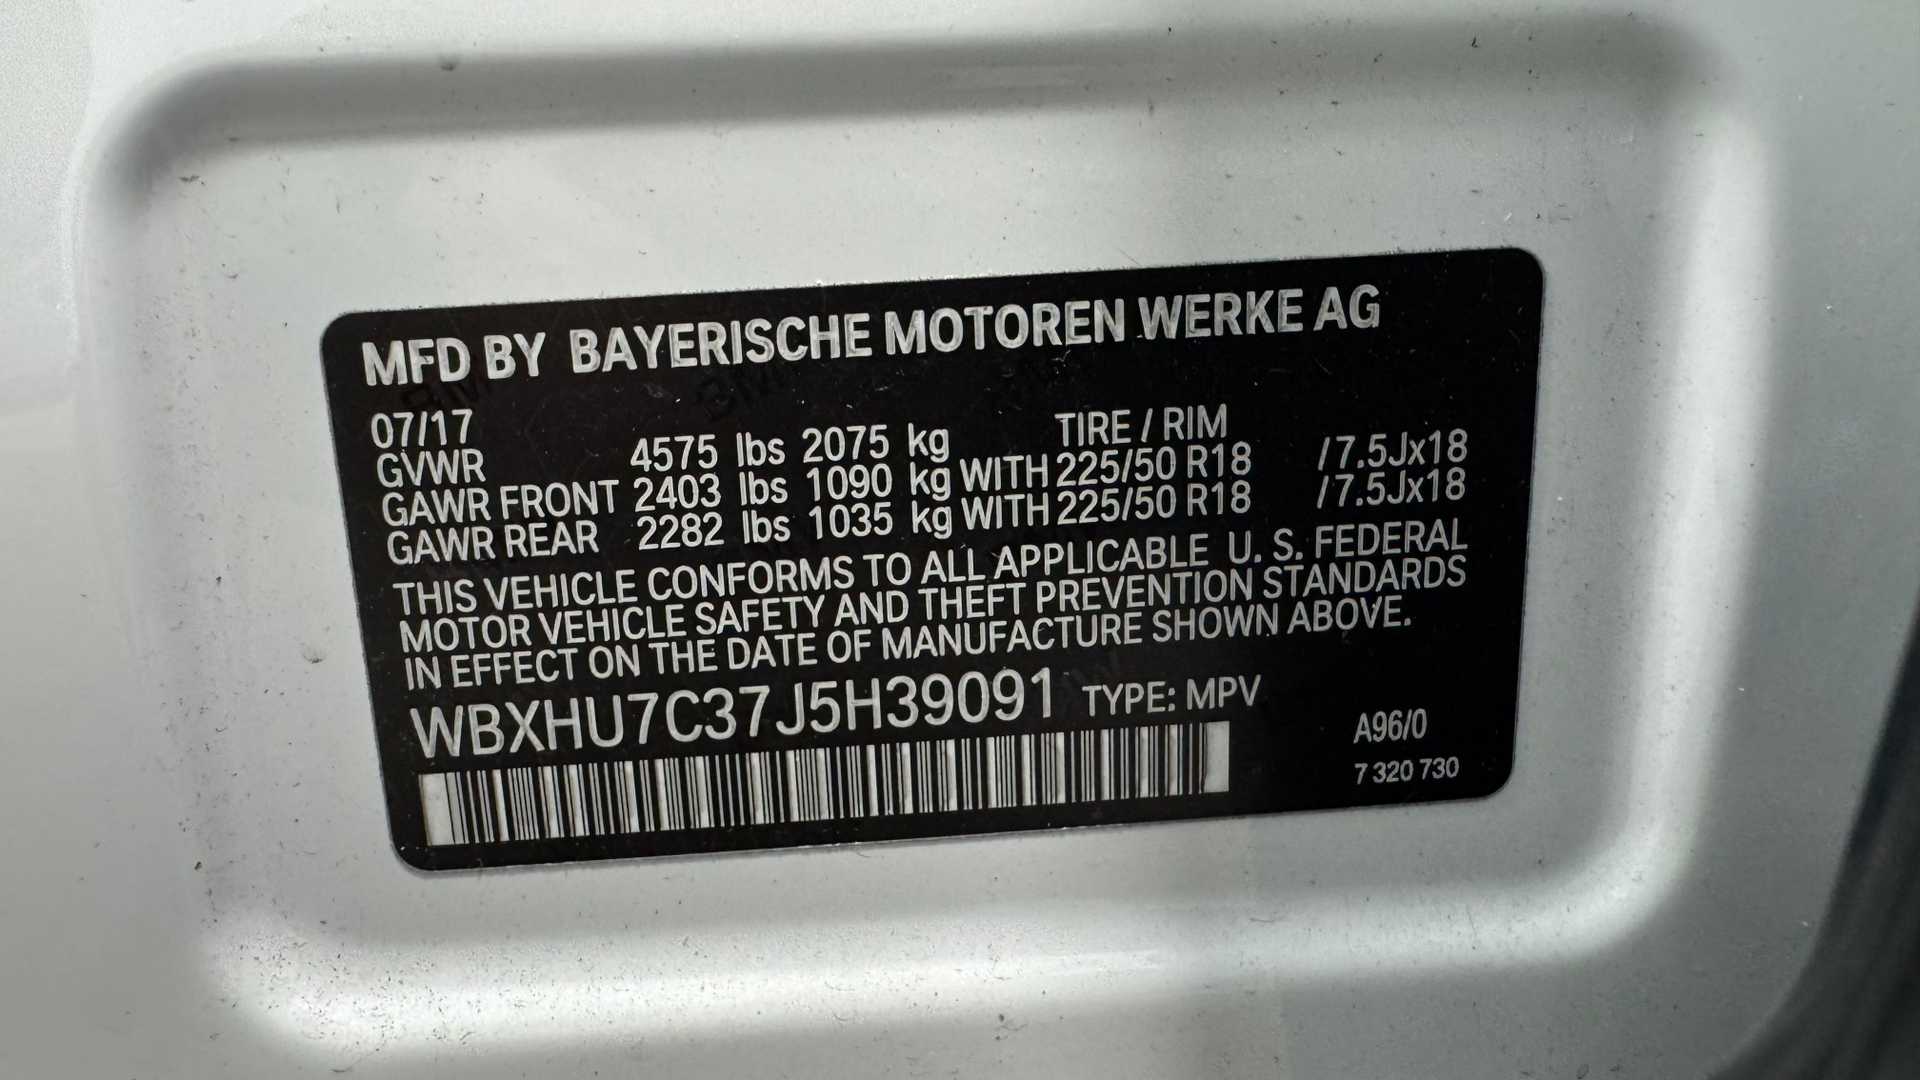 MFD BY BAYERISCHE MOTOREN WERKE AG
07/17 TIRE / RIM
GVWR 4575 lbs 2075 kg
GAWR FRONT 2403 lbs 1090 kg WITH 225/50 R18 /7.5Jx18
GAWR REAR 2282 lbs 1035 kg WITH 225/50 R18 /7.5Jx18
THIS VEHICLE CONFORMS TO ALL APPLICABLE U. S. FEDERAL
MOTOR VEHICLE SAFETY AND THEFT PREVENTION STANDARDS
IN EFFECT ON THE DATE OF MANUFACTURE SHOWN ABOVE.
WBXHU7C37J5H39091 TYPE: MPV
A96/0
7 320 730